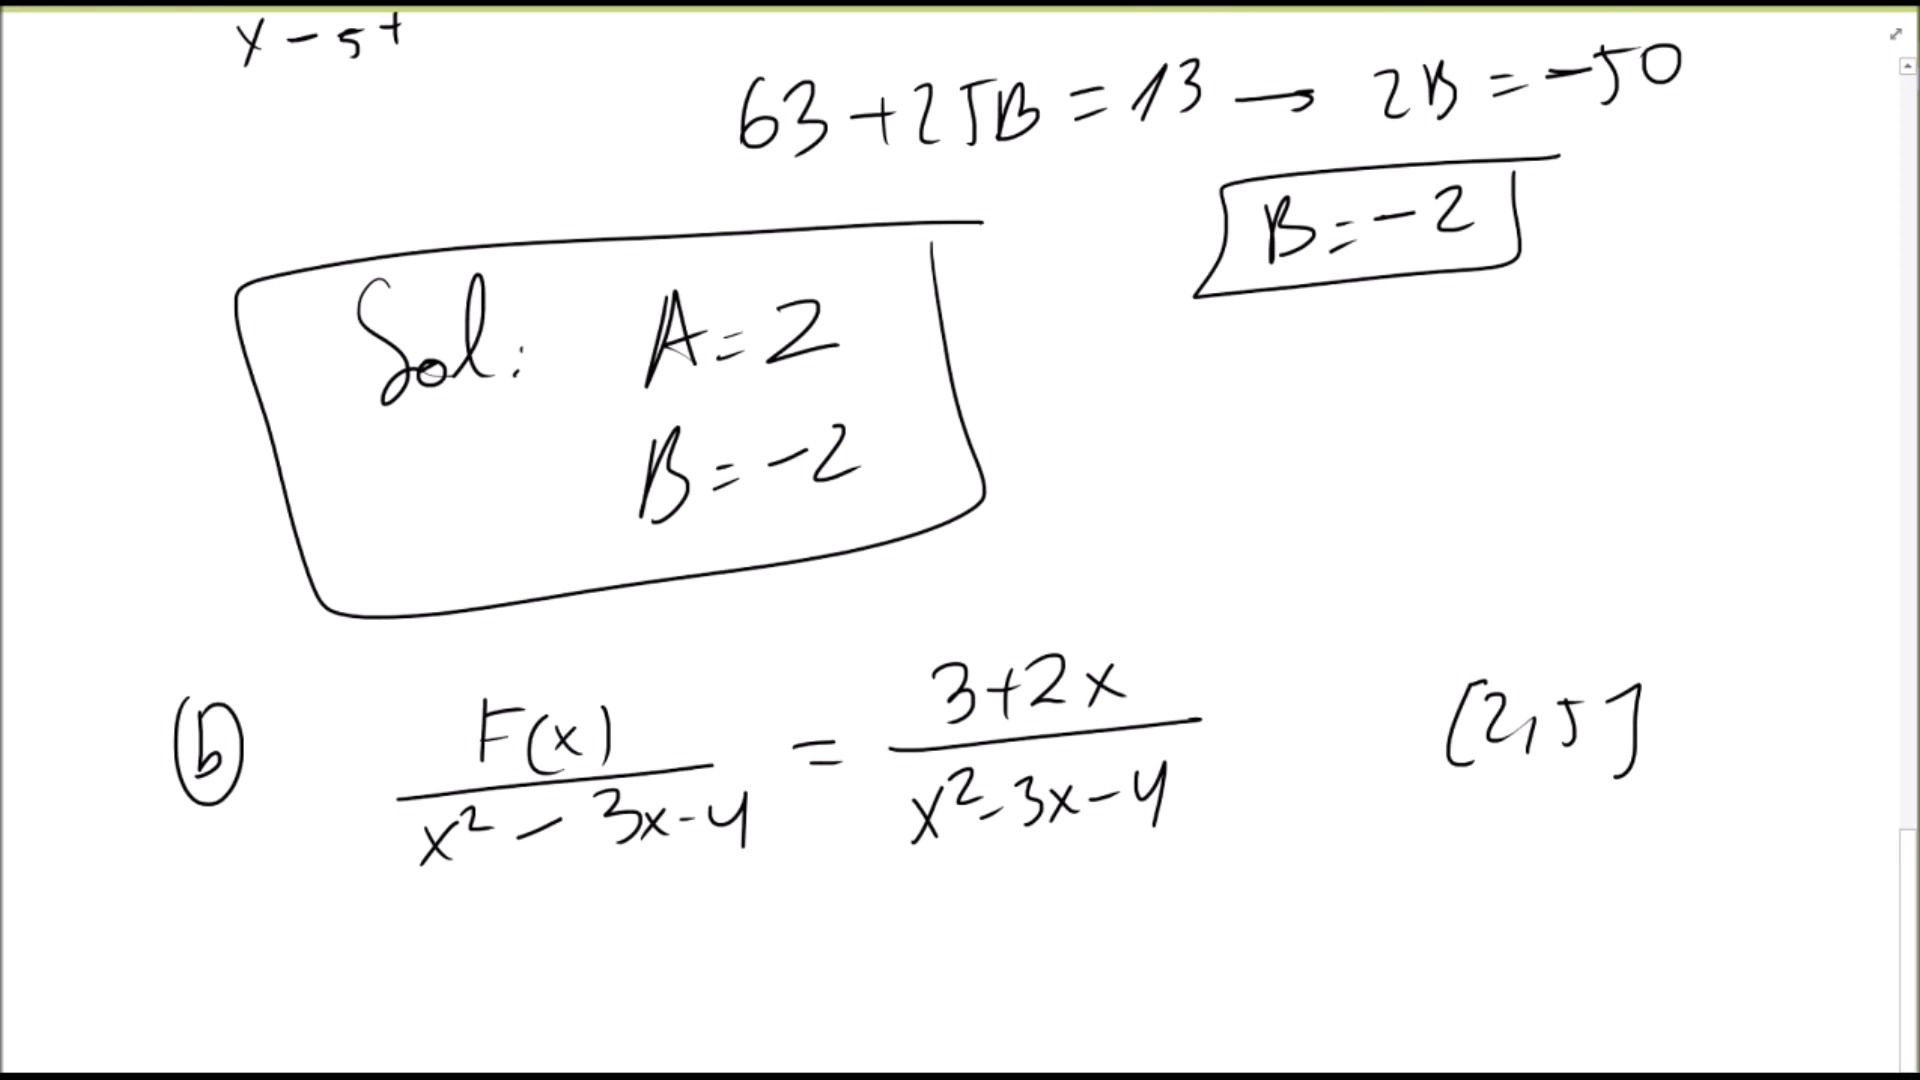 x - 5+
63 + 25B = 13 → 2B = -50
B = -2
Sol: A = 2
B = -2
b F(x) / x² - 3x - 4 = 3+2x / x² - 3x - 4 [2,5]